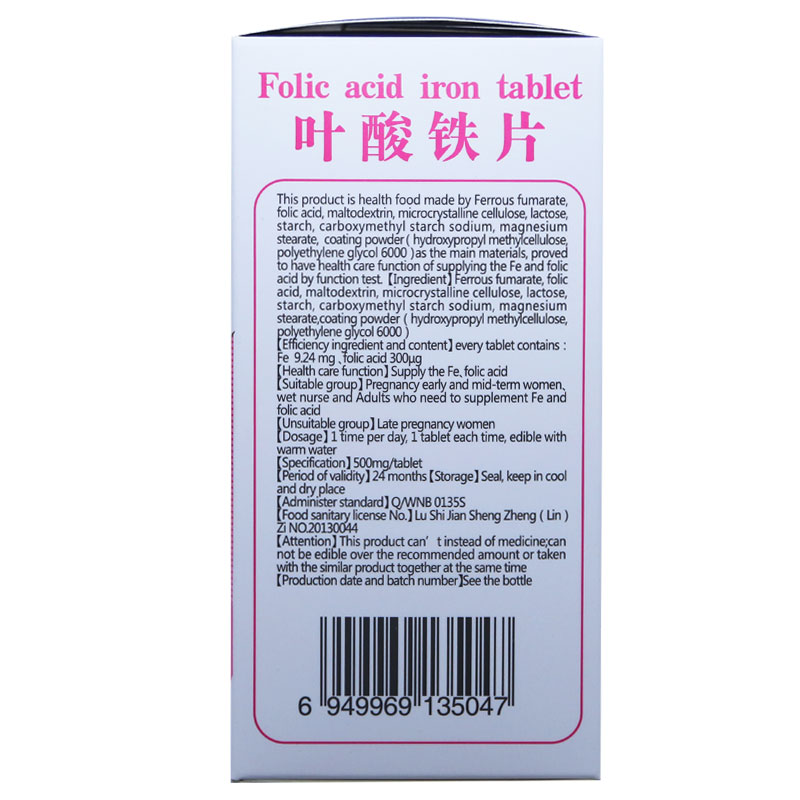 Folic acid iron tablet
叶酸铁片
This product is health food made by Ferrous fumarate,
folic acid, maltodextrin, microcrystalline cellulose, lactose,
starch, carboxymethyl starch sodium, magnesium
stearate, coating powder ( hydroxypropyl methylcellulose,
polyethylene glycol 6000 )as the main materials, proved
to have health care function of supplying the Fe and folic
acid by function test.【Ingredient】Ferrous fumarate, folic
acid, maltodextrin, microcrystalline cellulose, lactose,
starch, carboxymethyl starch sodium, magnesium
stearate,coating powder ( hydroxypropyl methylcellulose,
polyethylene glycol 6000 )
【Efficiency ingredient and content】every tablet contains :
Fe 9.24 mg、folic acid 300μg
【Health care function】Supply the Fe、folic acid
【Suitable group】Pregnancy early and mid-term women、
wet nurse and Adults who need to supplement Fe and
folic acid
【Unsuitable group】Late pregnancy women
【Dosage】1 time per day, 1 tablet each time, edible with
warm water
【Specification】500mg/tablet
【Period of validity】24 months【Storage】Seal, keep in cool
and dry place
【Administer standard】Q/WNB 0135S
【Food sanitary license No.】Lu Shi Jian Sheng Zheng ( Lin )
Zi NO.20130044
【Attention】This product can' t instead of medicine;can
not be edible over the recommended amount or taken
with the similar product together at the same time
【Production date and batch number】See the bottle
6 949969 135047